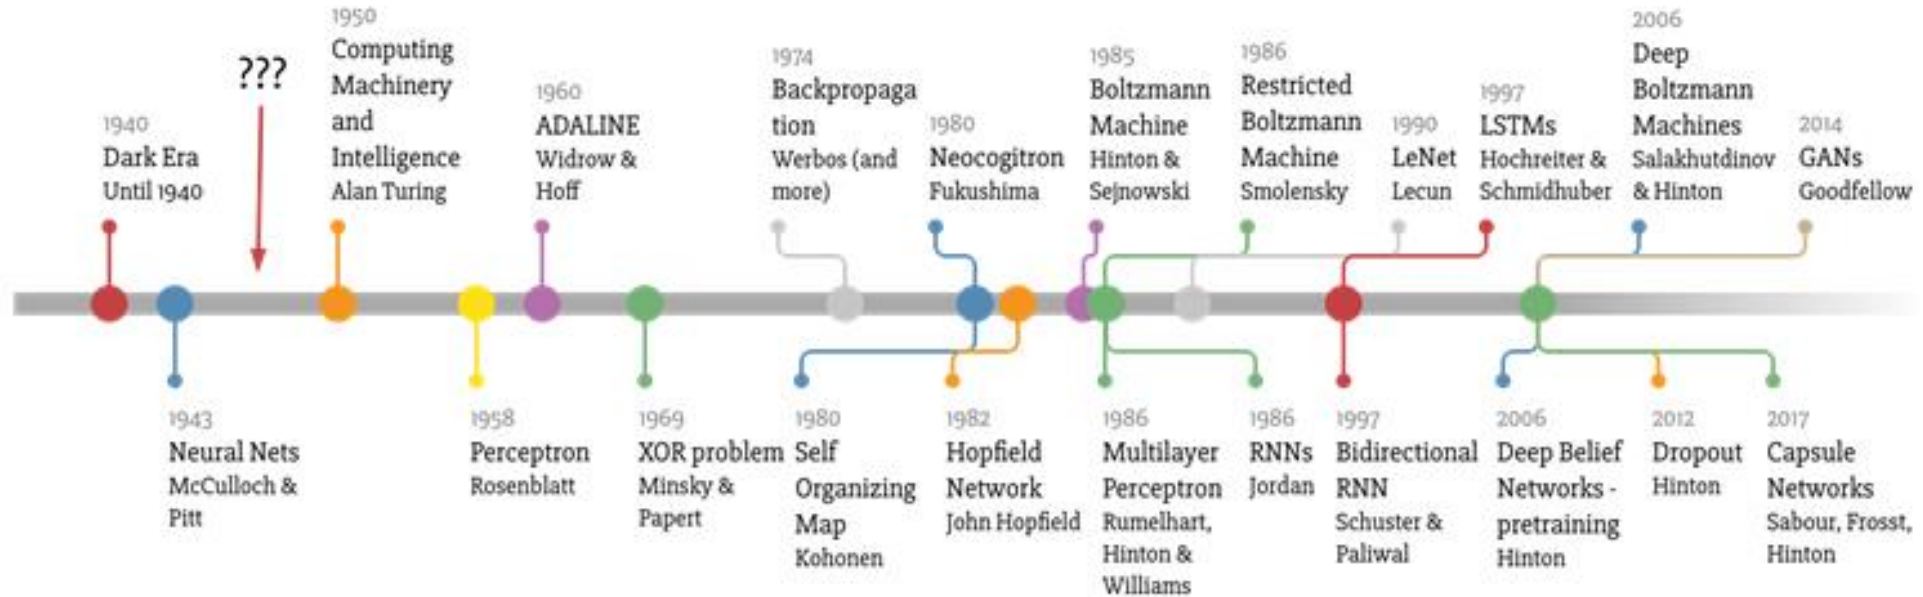 ???
1940
Dark Era
Until 1940
1950
Computing
Machinery
and
Intelligence
Alan Turing
1960
ADALINE
Widrow &
Hoff
1974
Backpropaga
tion
Werbos (and
more)
1980
Neocogitron
Fukushima
1985
Boltzmann
Machine
Hinton &
Sejnowski
1986
Restricted
Boltzmann
Machine
Smolensky
1990
LeNet
Lecun
1997
LSTMs
Hochreiter &
Schmidhuber
2006
Deep
Boltzmann
Machines
Salakhutdinov
& Hinton
2014
GANs
Goodfellow
1943
Neural Nets
McCulloch &
Pitt
1958
Perceptron
Rosenblatt
1969
XOR problem
Minsky &
Papert
1980
Self
Organizing
Map
Kohonen
1982
Hopfield
Network
John Hopfield
1986
Multilayer
Perceptron
Rumelhart,
Hinton &
Williams
1986
RNNs
Jordan
1997
Bidirectional
RNN
Schuster &
Paliwal
2006
Deep Belief
Networks -
pretraining
Hinton
2012
Dropout
Hinton
2017
Capsule
Networks
Sabour, Frosst,
Hinton